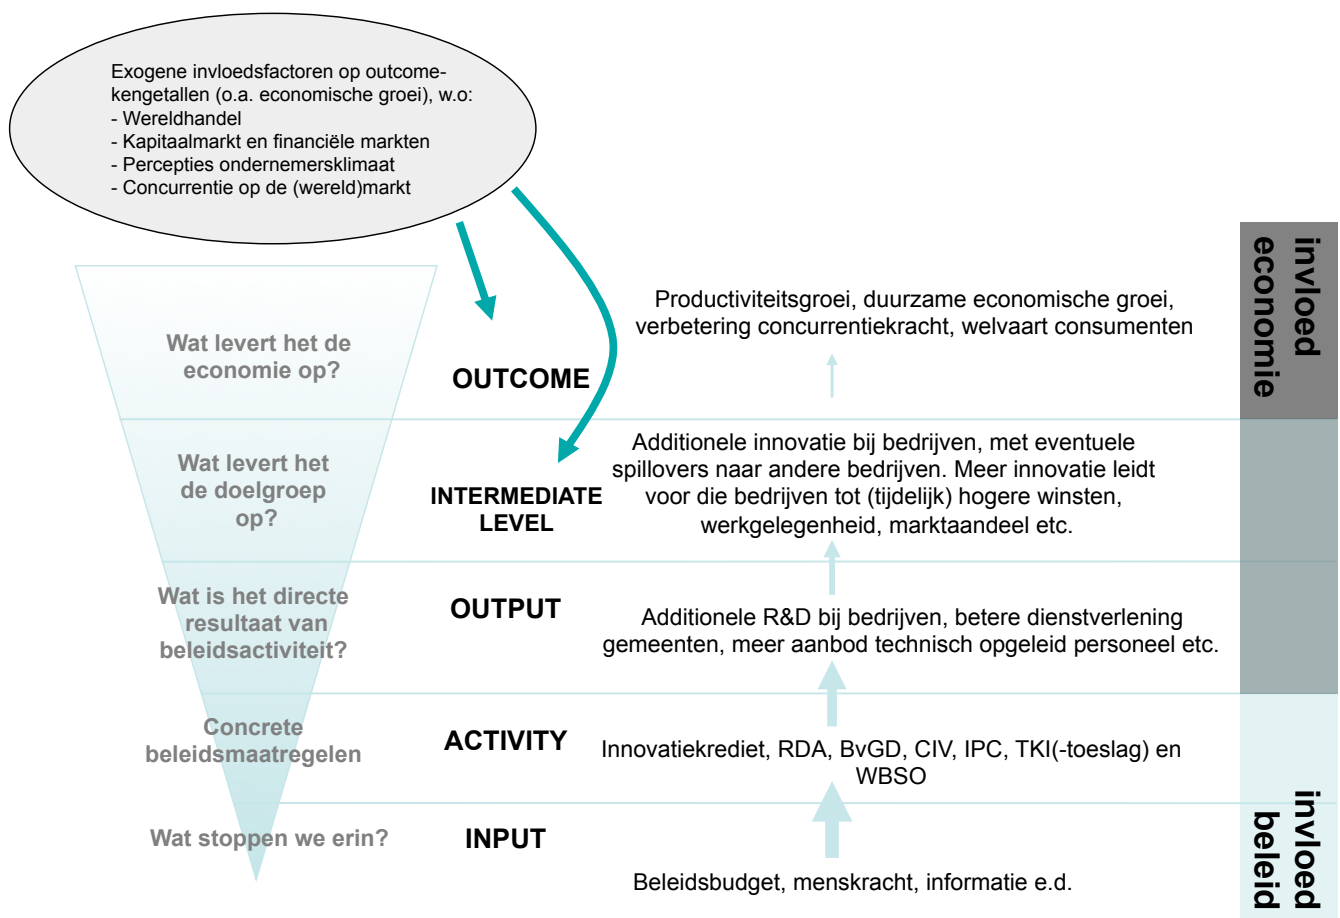 Exogene invloedsfactoren op outcome-
kengetallen (o.a. economische groei), w.o:
- Wereldhandel
- Kapitaalmarkt en financiële markten
- Percepties ondernemersklimaat
- Concurrentie op de (wereld)markt
invloed
economie
Wat levert het de
economie op?
OUTCOME
Productiviteitsgroei, duurzame economische groei,
verbetering concurrentiekracht, welvaart consumenten
Wat levert het
de doelgroep
op?
INTERMEDIATE
LEVEL
Additionele innovatie bij bedrijven, met eventuele
spillovers naar andere bedrijven. Meer innovatie leidt
voor die bedrijven tot (tijdelijk) hogere winsten,
werkgelegenheid, marktaandeel etc.
Wat is het directe
resultaat van
beleidsactiviteit?
OUTPUT
Additionele R&D bij bedrijven, betere dienstverlening
gemeenten, meer aanbod technisch opgeleid personeel etc.
Concrete
beleidsmaatregelen
ACTIVITY
Innovatiekrediet, RDA, BvGD, CIV, IPC, TKI(-toeslag) en
WBSO
Wat stoppen we erin?
INPUT
Beleidsbudget, menskracht, informatie e.d.
invloed
beleid